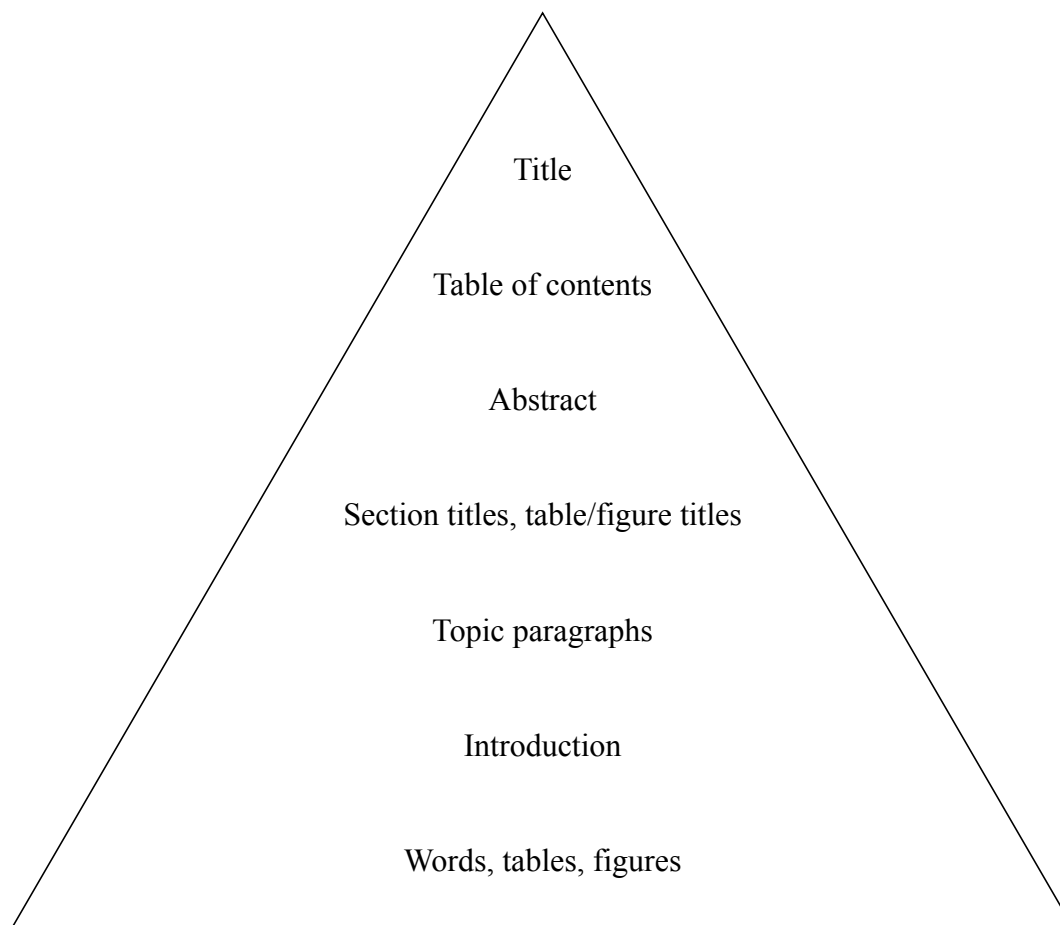 Title
Table of contents
Abstract
Section titles, table/figure titles
Topic paragraphs
Introduction
Words, tables, figures